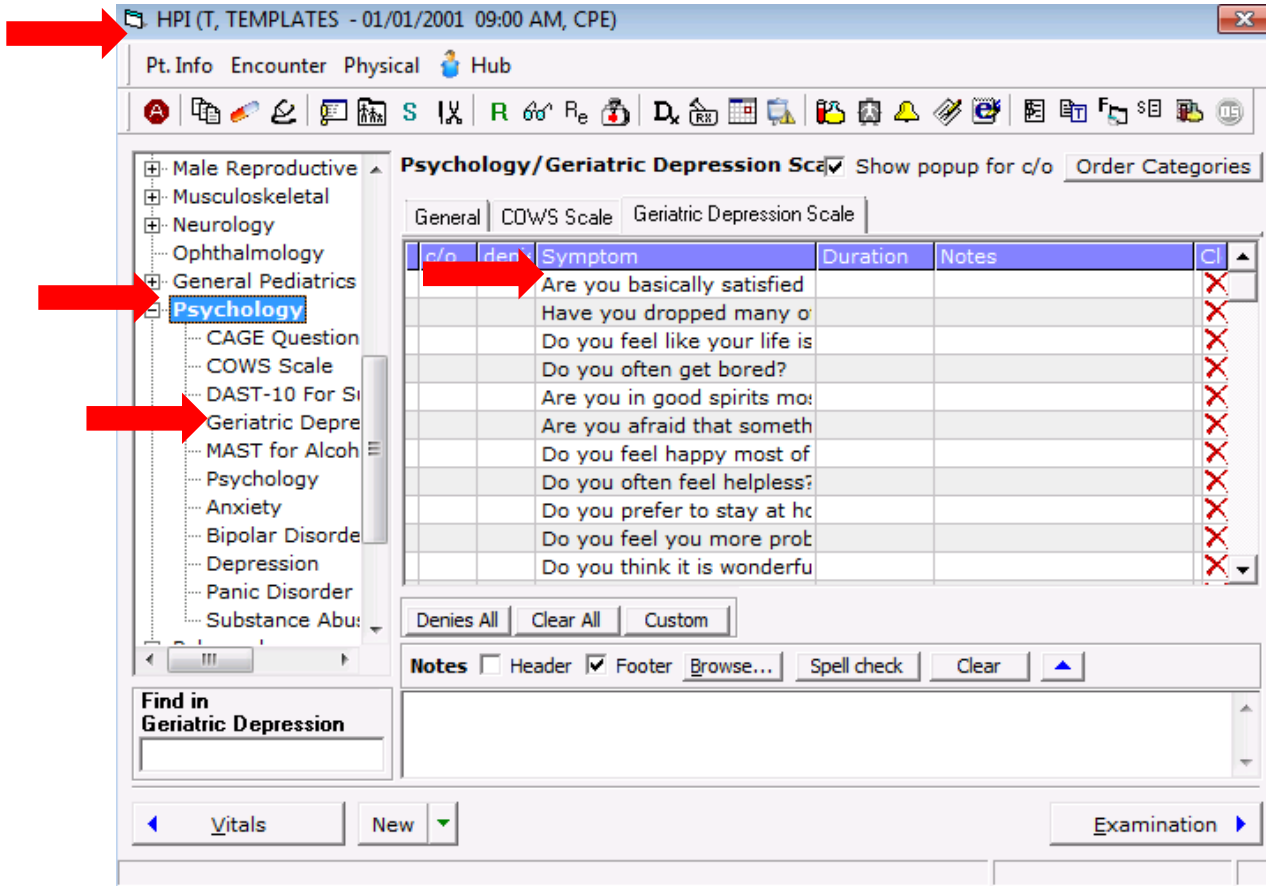 HPI (T, TEMPLATES - 01/01/2001 09:00 AM, CPE)
Pt. Info Encounter Physical Hub
A S IX R Re Dx RX T F S
Male Reproductive
Musculoskeletal
Neurology
Ophthalmology
General Pediatrics
Psychology
CAGE Question
COWS Scale
DAST-10 For Su
Geriatric Depre
MAST for Alcoh
Psychology
Anxiety
Bipolar Disorde
Depression
Panic Disorder
Substance Abu
Find in
Geriatric Depression
Psychology/Geriatric Depression Sca Show popup for c/o Order Categories
General COWS Scale Geriatric Depression Scale
c/o Symptom Duration Notes Cl
Are you basically satisfied
Have you dropped many o
Do you feel like your life is
Do you often get bored?
Are you in good spirits mos
Are you afraid that someth
Do you feel happy most of
Do you often feel helpless?
Do you prefer to stay at ho
Do you feel you more prob
Do you think it is wonderfu
Denies All Clear All Custom
Notes Header Footer Browse... Spell check Clear
Vitals New Examination